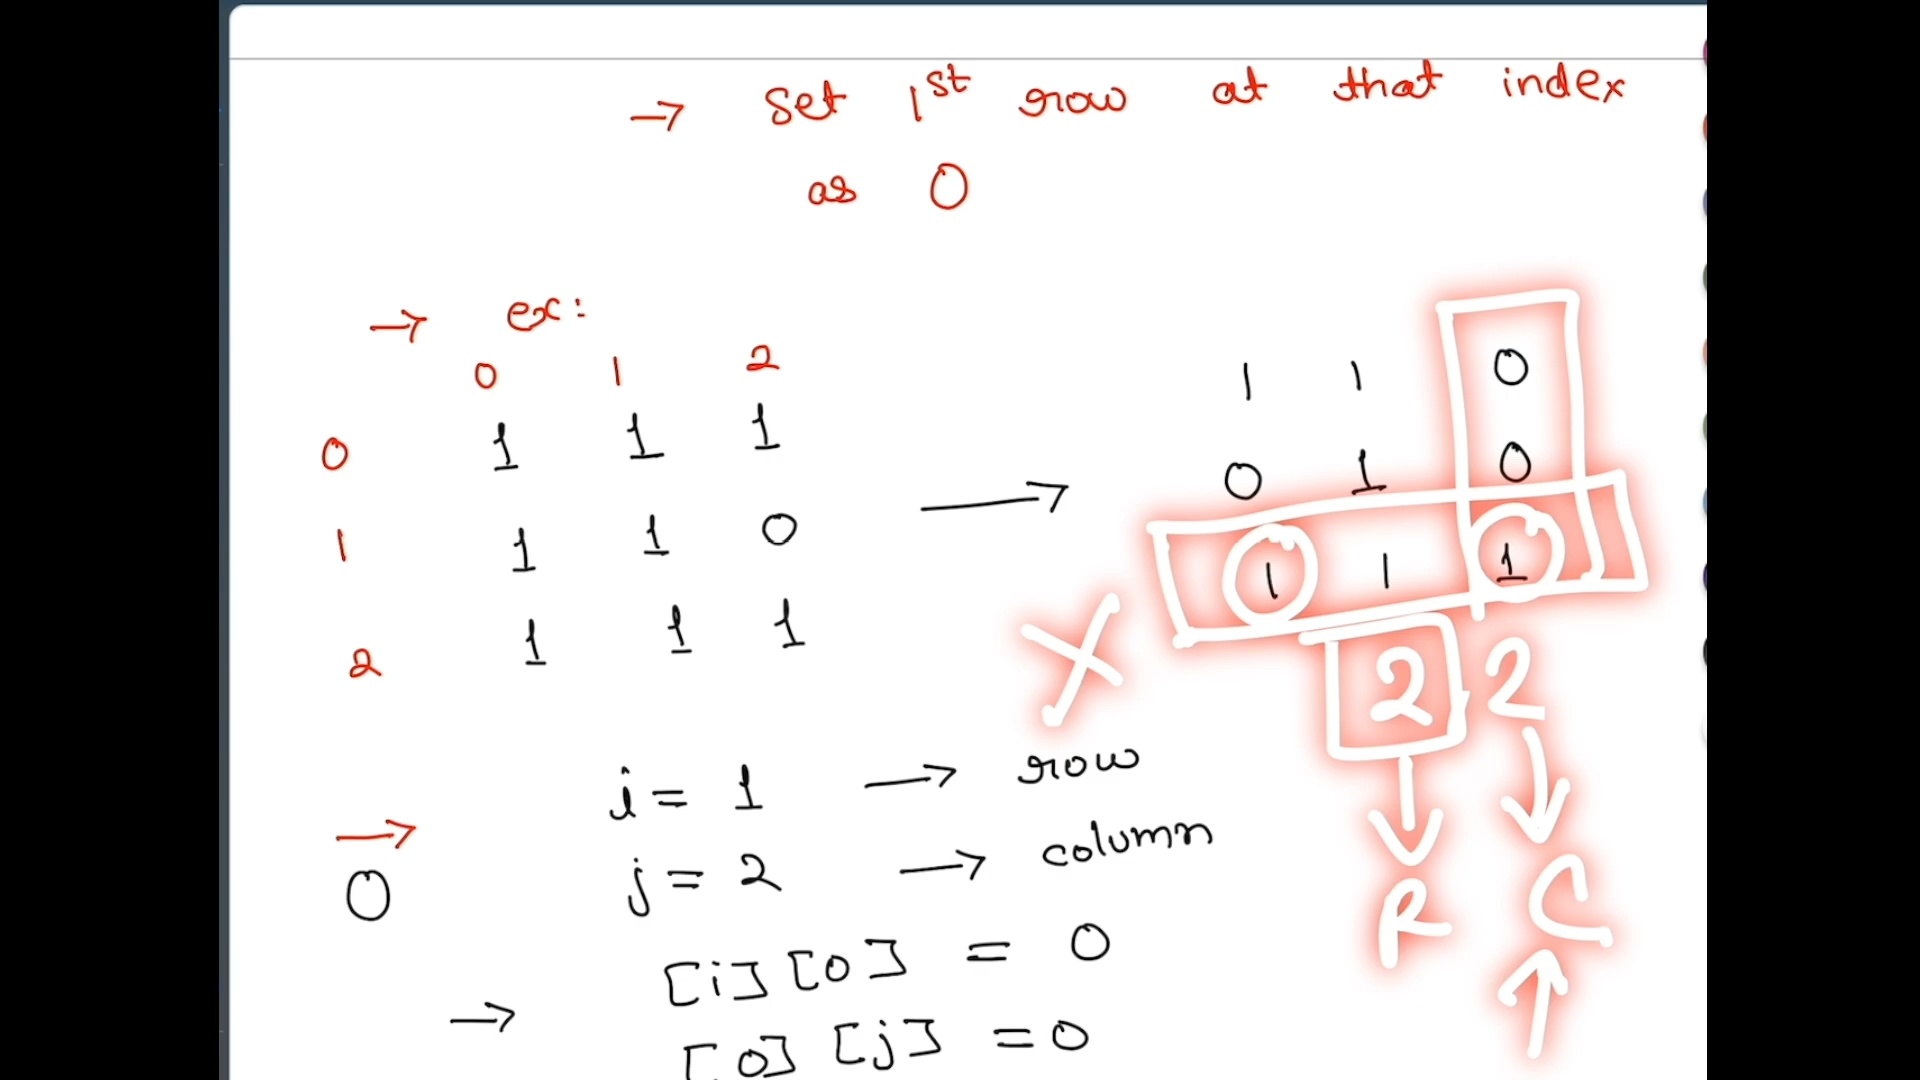 → Set 1st row at that index
as 0
→ ex:
0 1 2
0 1 1 1
1 1 1 0
2 1 1 1
→
1 1 0
0 1 0
1 1 1
X
2 2
R C
i = 1 → row
j = 2 → column
→
0
→ [i][0] = 0
[0][j] = 0